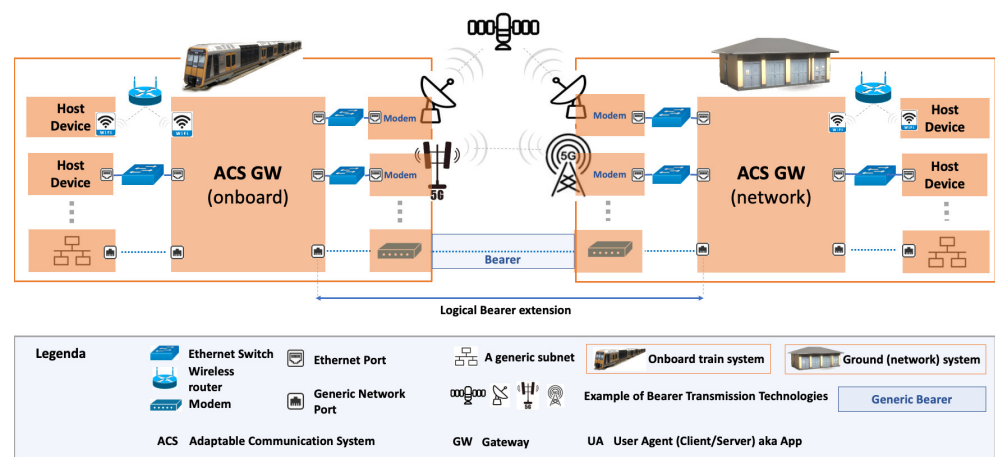 Host
Device
WiFi
WiFi
Host
Device
ACS GW
(onboard)
Modem
Modem
5G
5G
Modem
Modem
ACS GW
(network)
WiFi
WiFi
Host
Device
Host
Device
Bearer
Logical Bearer extension
Legenda
Ethernet Switch
Wireless
router
Modem
Ethernet Port
Generic Network
Port
A generic subnet
5G
Onboard train system
Ground (network) system
Example of Bearer Transmission Technologies
Generic Bearer
ACS Adaptable Communication System
GW Gateway
UA User Agent (Client/Server) aka App